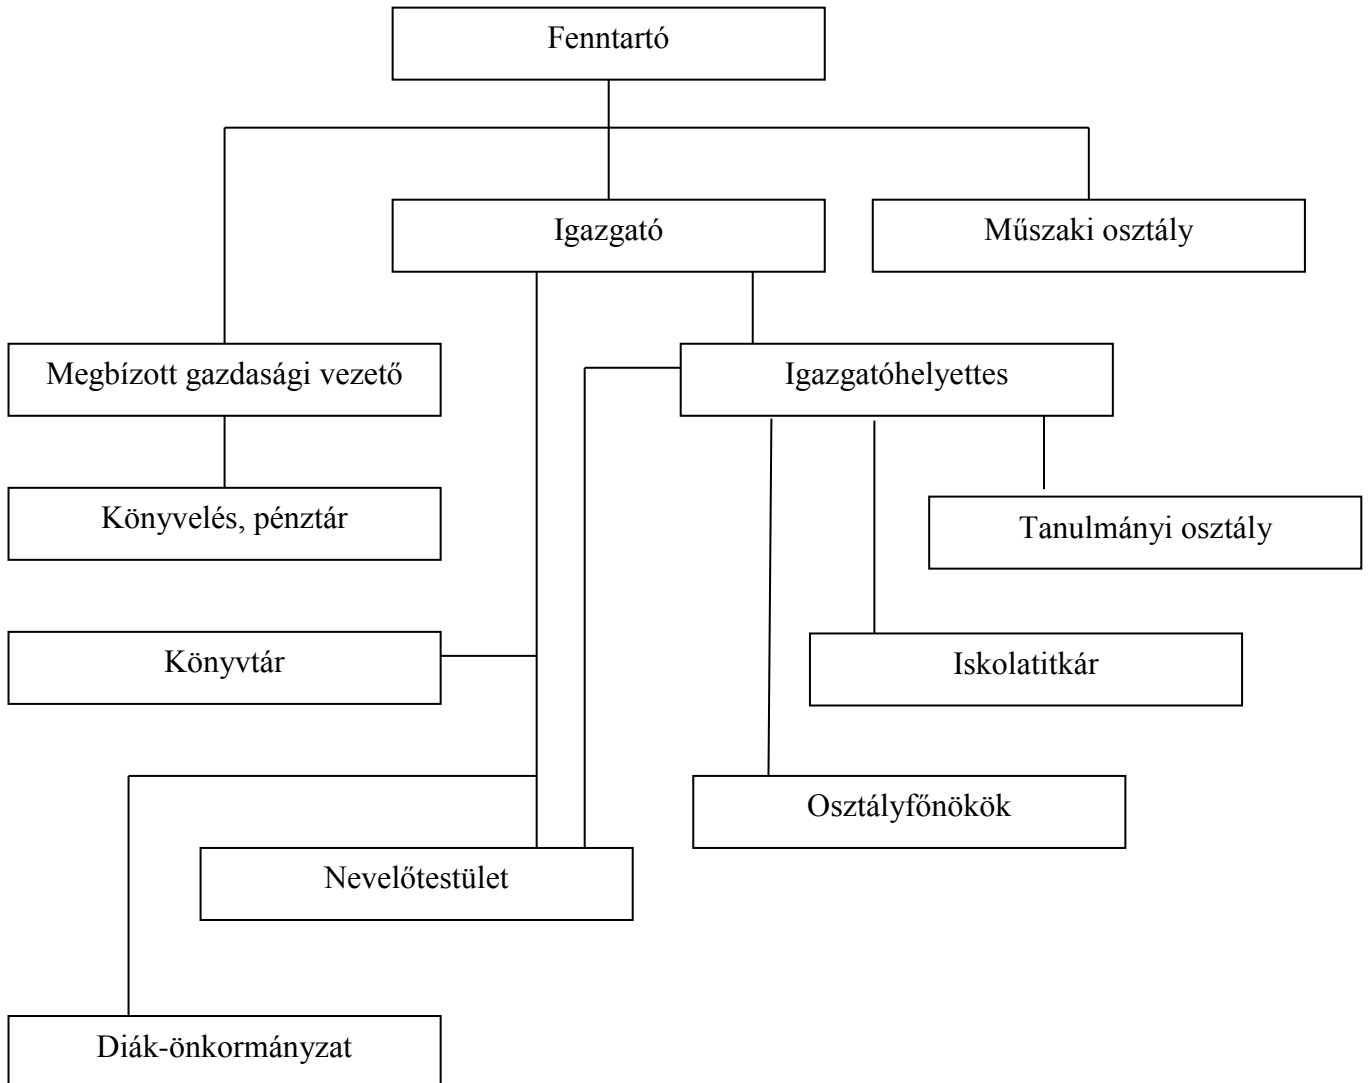 Fenntartó
Igazgató
Műszaki osztály
Megbízott gazdasági vezető
Igazgatóhelyettes
Könyvelés, pénztár
Tanulmányi osztály
Könyvtár
Iskolatitkár
Osztályfőnökök
Nevelőtestület
Diák-önkormányzat